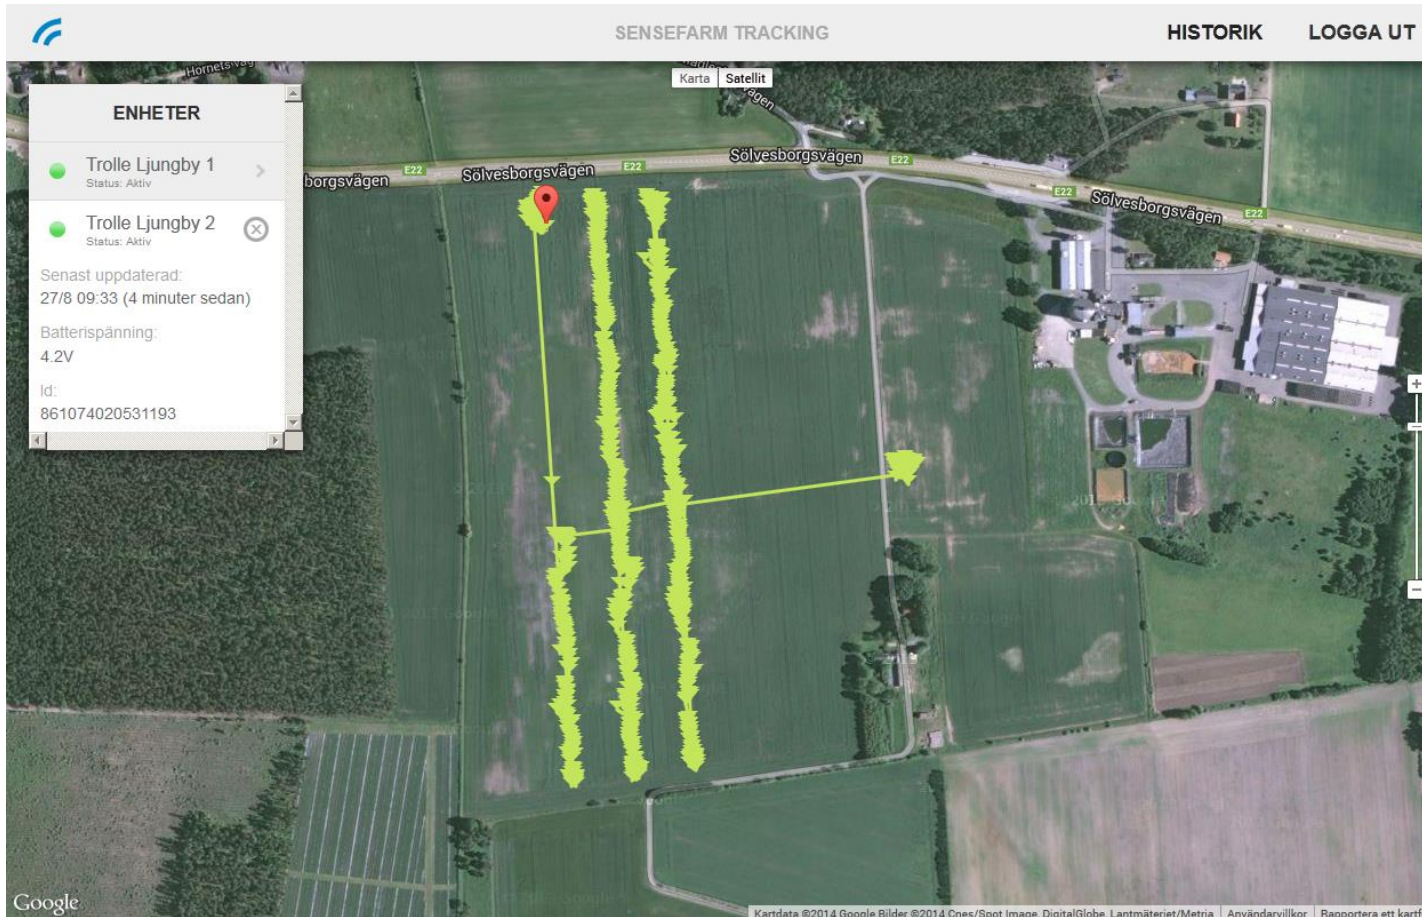 SENSEFARM TRACKING
HISTORIK
LOGGA UT
Karta
Satellit
ENHETER
Trolle Ljungby 1
Status: Aktiv
Trolle Ljungby 2
Status: Aktiv
Senast uppdaterad:
27/8 09:33 (4 minuter sedan)
Batterispänning:
4.2V
Id:
861074020531193
borgsvägen
E22
Sölvesborgsvägen
E22
Sölvesborgsvägen
E22
E22
Sölvesborgsvägen
E22
Google
Kartdata ©2014 Google Bilder ©2014 Cnes/Spot Image, DigitalGlobe, Lantmäteriet/Metria
Användarvillkor
Rapportera ett kartf